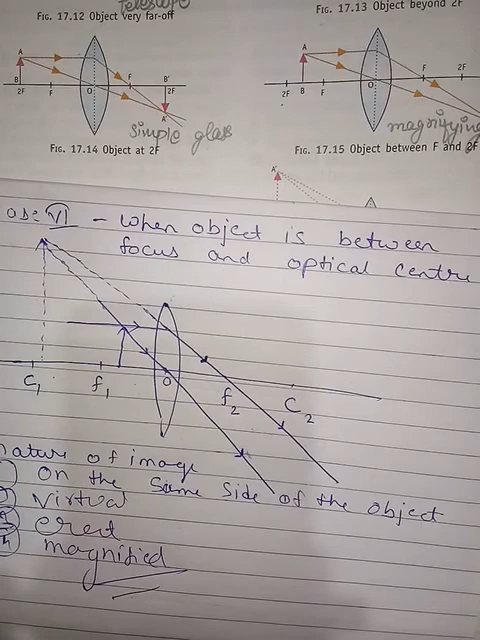 telescope
FIG. 17.12 Object very far-off
FIG. 17.13 Object beyond 2F
A
B
2F
F
O
F
B'
2F
A'
simple glass
A
2F
B
F
O
F
2F
magnifying
FIG. 17.14 Object at 2F
FIG. 17.15 Object between F and 2F
A'
A
VI - When object is between
focus and optical centre
C1
f1
O
f2
C2
nature of image
on the same side of the object
virtual
erect
magnified